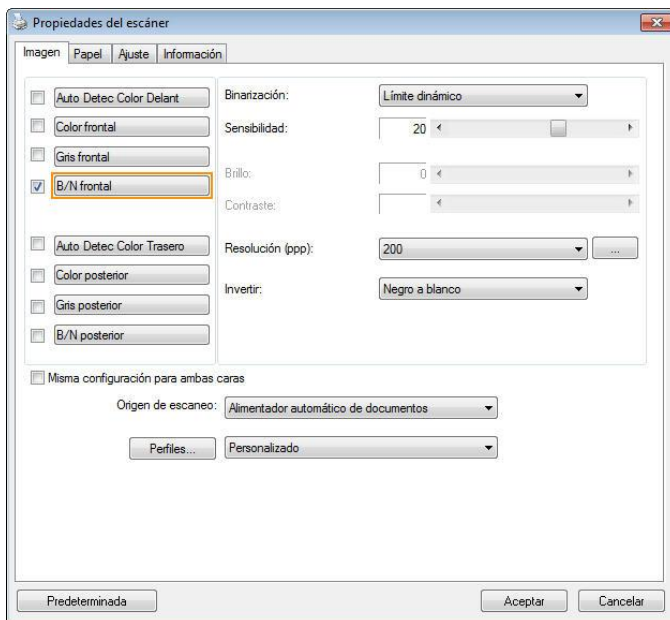 Propiedades del escáner
Imagen Papel Ajuste Información
Auto Detec Color Delant
Color frontal
Gris frontal
B/N frontal
Auto Detec Color Trasero
Color posterior
Gris posterior
B/N posterior
Binarización: Límite dinámico
Sensibilidad: 20
Brillo: 0
Contraste:
Resolución (ppp): 200 ...
Invertir: Negro a blanco
Misma configuración para ambas caras
Origen de escaneo: Alimentador automático de documentos
Perfiles... Personalizado
Predeterminada Aceptar Cancelar